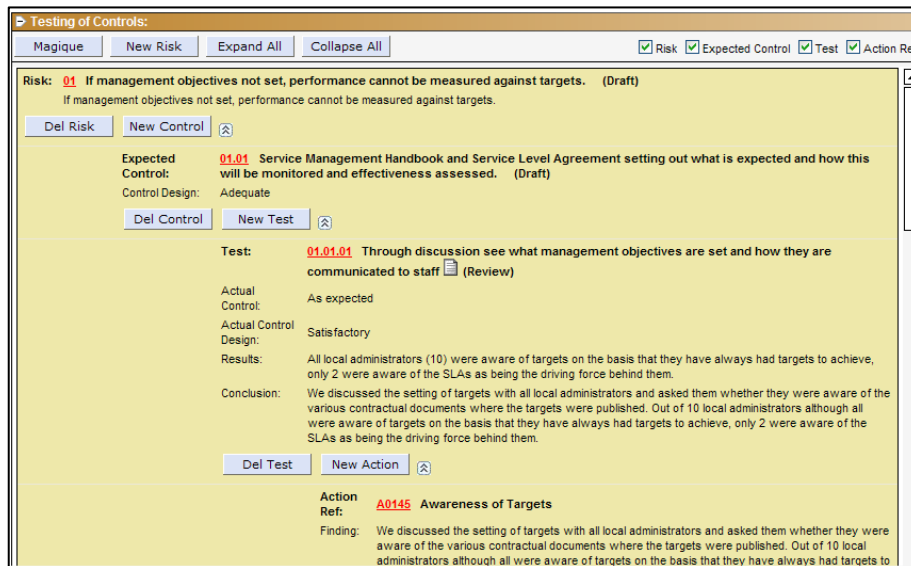 Testing of Controls:
Magique New Risk Expand All Collapse All Risk Expected Control Test Action Re
Risk: 01 If management objectives not set, performance cannot be measured against targets. (Draft)
If management objectives not set, performance cannot be measured against targets.
Del Risk New Control
Expected Control: 01.01 Service Management Handbook and Service Level Agreement setting out what is expected and how this
will be monitored and effectiveness assessed. (Draft)
Control Design: Adequate
Del Control New Test
Test: 01.01.01 Through discussion see what management objectives are set and how they are
communicated to staff (Review)
Actual Control: As expected
Actual Control Design: Satisfactory
Results: All local administrators (10) were aware of targets on the basis that they have always had targets to achieve,
only 2 were aware of the SLAs as being the driving force behind them.
Conclusion: We discussed the setting of targets with all local administrators and asked them whether they were aware of the
various contractual documents where the targets were published. Out of 10 local administrators although all
were aware of targets on the basis that they have always had targets to achieve, only 2 were aware of the
SLAs as being the driving force behind them.
Del Test New Action
Action Ref: A0145 Awareness of Targets
Finding: We discussed the setting of targets with all local administrators and asked them whether they were
aware of the various contractual documents where the targets were published. Out of 10 local
administrators although all were aware of targets on the basis that they have always had targets to